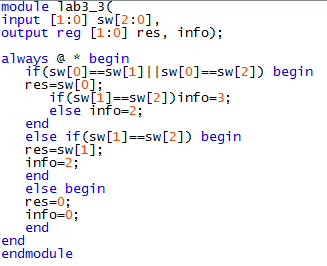 module lab3_3(
input [1:0] sw[2:0],
output reg [1:0] res, info);

always @ * begin
   if(sw[0]==sw[1]||sw[0]==sw[2]) begin
   res=sw[0];
      if(sw[1]==sw[2])info=3;
      else info=2;
   end
   else if(sw[1]==sw[2]) begin
   res=sw[1];
   info=2;
   end
   else begin
   res=0;
   info=0;
   end
end
endmodule